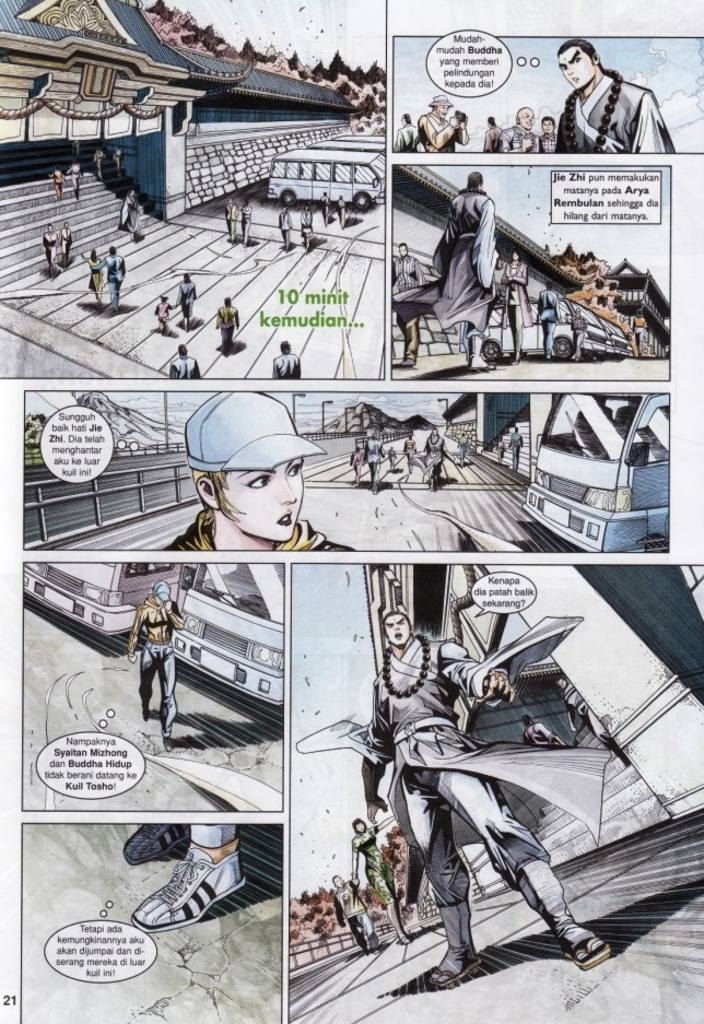 10 minit
kemudian...
Mudah-
mudah Buddha
yang memberi
pelindungan
kepada dia!
Jie Zhi pun memakukan
matanya pada Arya
Rembulan sehingga dia
hilang dari matanya.
Sungguh
baik hati Jie
Zhi. Dia telah
menghantar
aku ke luar
kuil ini!
Nampaknya
Syaitan Mizhong
dan Buddha Hidup
tidak berani datang ke
Kuil Tosho!
Tetapi ada
kemungkinannya aku
akan dijumpai dan di-
serang mereka di luar
kuil ini!
Kenapa
dia patah balik
sekarang?
21